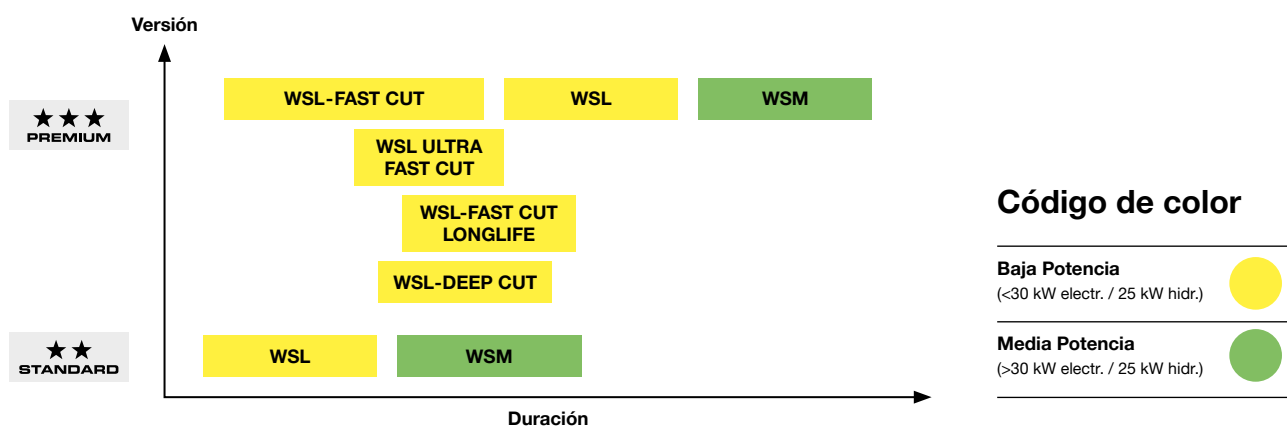 Versión
★★★
PREMIUM
WSL-FAST CUT
WSL
WSM
WSL ULTRA
FAST CUT
WSL-FAST CUT
LONGLIFE
WSL-DEEP CUT
★★
STANDARD
WSL
WSM
Duración
Código de color
Baja Potencia
(<30 kW electr. / 25 kW hidr.)
Media Potencia
(>30 kW electr. / 25 kW hidr.)